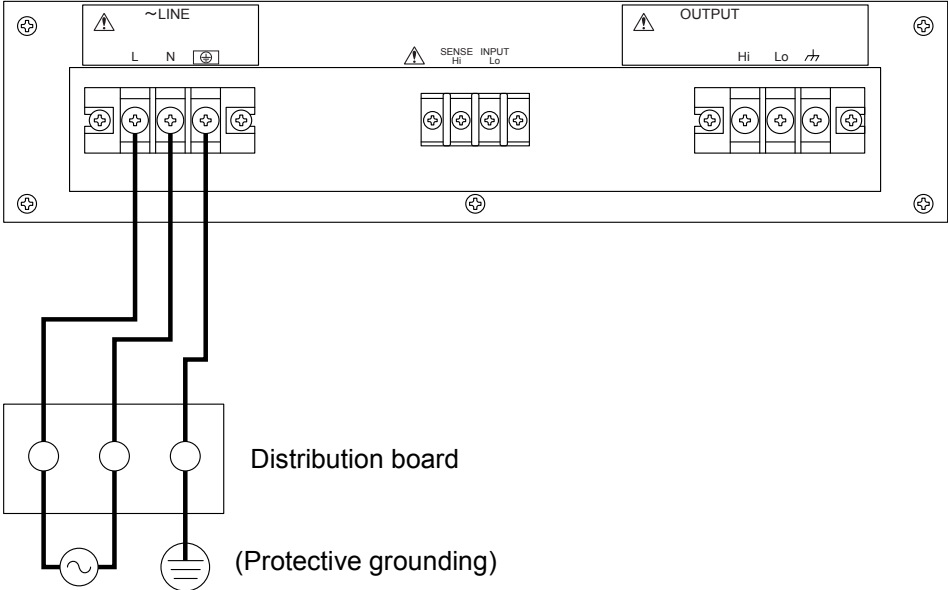 ~LINE
L N
SENSE INPUT
Hi Lo
OUTPUT
Hi Lo
Distribution board
(Protective grounding)